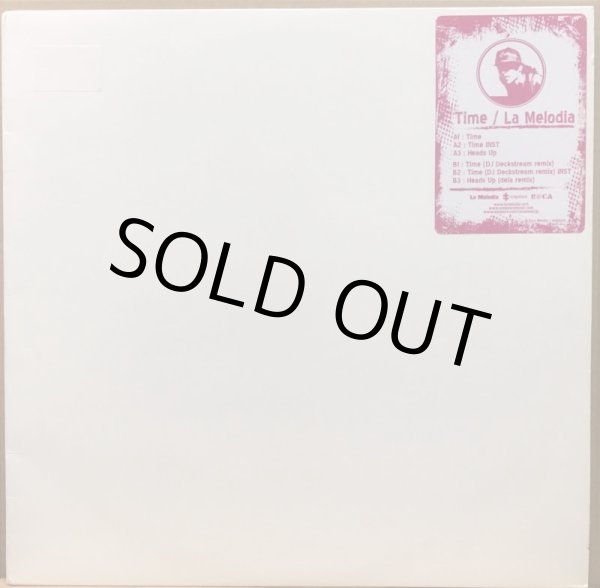 Time / La Melodia
A1 : Time
A2 : Time INST
A3 : Heads Up
B1 : Time (DJ Deckstream remix)
B2 : Time (DJ Deckstream remix) INST
B3 : Heads Up (dela remix)
La Melodia
SOLD OUT